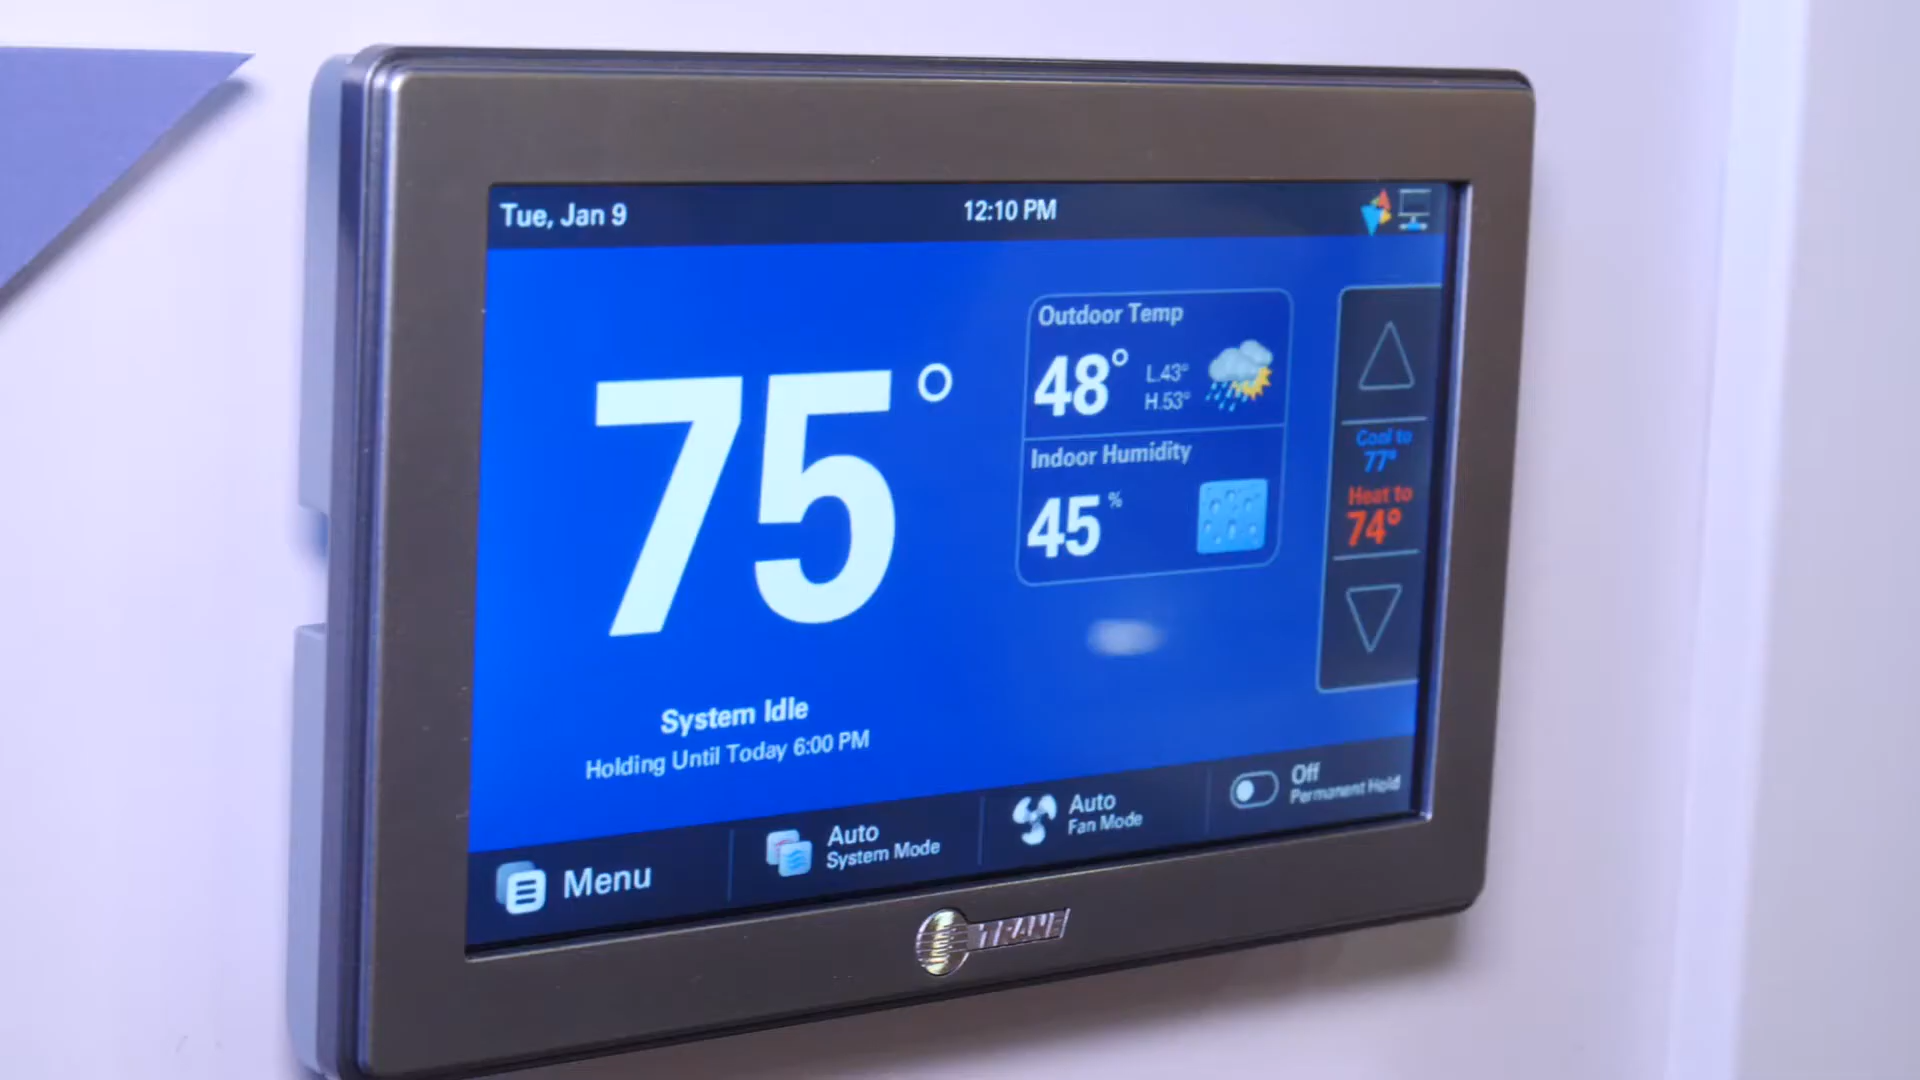 Tue, Jan 9
12:10 PM
75°
Outdoor Temp
48°
L.43°
H.53°
Indoor Humidity
45%
Cool to
77°
Heat to
74°
System Idle
Holding Until Today 6:00 PM
Menu
Auto
System Mode
Auto
Fan Mode
Off
Permanent Hold
TRANE